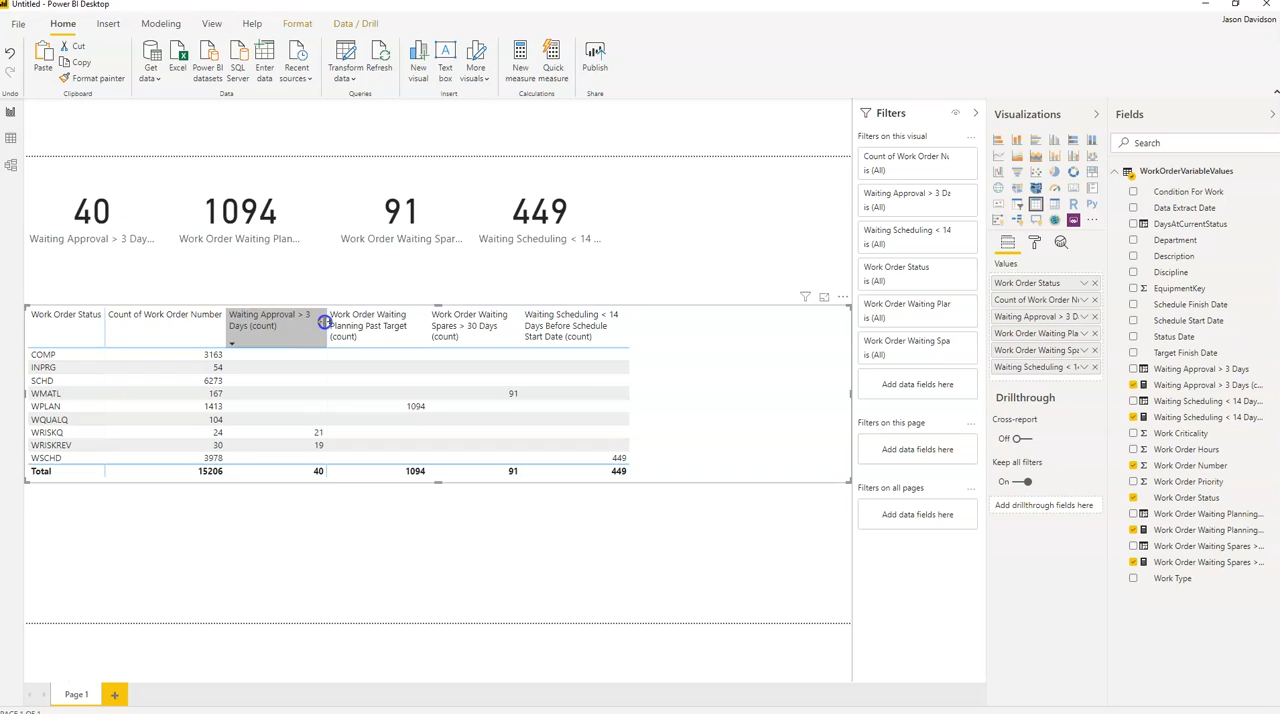 Untitled - Power BI Desktop
Jason Davidson
File Home Insert Modeling View Help Format Data / Drill
Cut
Copy
Format painter
Paste
Get data
Excel
Power BI datasets
SQL Server
Enter data
Recent sources
Transform data
Refresh
New visual
Text box
More visuals
New measure
Quick measure
Publish
Undo
Clipboard
Data
Queries
Insert
Calculations
Share
40
Waiting Approval > 3 Day...
1094
Work Order Waiting Plan...
91
Work Order Waiting Spar...
449
Waiting Scheduling < 14 ...
Work Order Status Count of Work Order Number Waiting Approval > 3 Days (count) Work Order Waiting Planning Past Target (count) Work Order Waiting Spares > 30 Days (count) Waiting Scheduling < 14 Days Before Schedule Start Date (count)
COMP 3163
INPRG 54
SCHD 6273
WMATL 167 91
WPLAN 1413 1094
WQUALQ 104
WRISKQ 24 21
WRISKREV 30 19
WSCHD 3978 449
Total 15206 40 1094 91 449
Page 1
PAGE 1 OF 1
Filters
Filters on this visual ...
Count of Work Order Nu
is (All)
Waiting Approval > 3 Da
is (All)
Waiting Scheduling < 14
is (All)
Work Order Status
is (All)
Work Order Waiting Plar
is (All)
Work Order Waiting Spa
is (All)
Add data fields here
Filters on this page ...
Add data fields here
Filters on all pages ...
Add data fields here
Visualizations
R Py
Values
Work Order Status
Count of Work Order Nu
Waiting Approval > 3 D
Work Order Waiting Pla
Work Order Waiting Spa
Waiting Scheduling < 14
Drillthrough
Cross-report
Off
Keep all filters
On
Add drillthrough fields here
Fields
Search
WorkOrderVariableValues
Condition For Work
Data Extract Date
DaysAtCurrentStatus
Department
Description
Discipline
EquipmentKey
Schedule Finish Date
Schedule Start Date
Status Date
Target Finish Date
Waiting Approval > 3 Days
Waiting Approval > 3 Days (c...
Waiting Scheduling < 14 Day...
Waiting Scheduling < 14 Day...
Work Criticality
Work Order Hours
Work Order Number
Work Order Priority
Work Order Status
Work Order Waiting Planning...
Work Order Waiting Planning...
Work Order Waiting Spares >...
Work Order Waiting Spares >...
Work Type